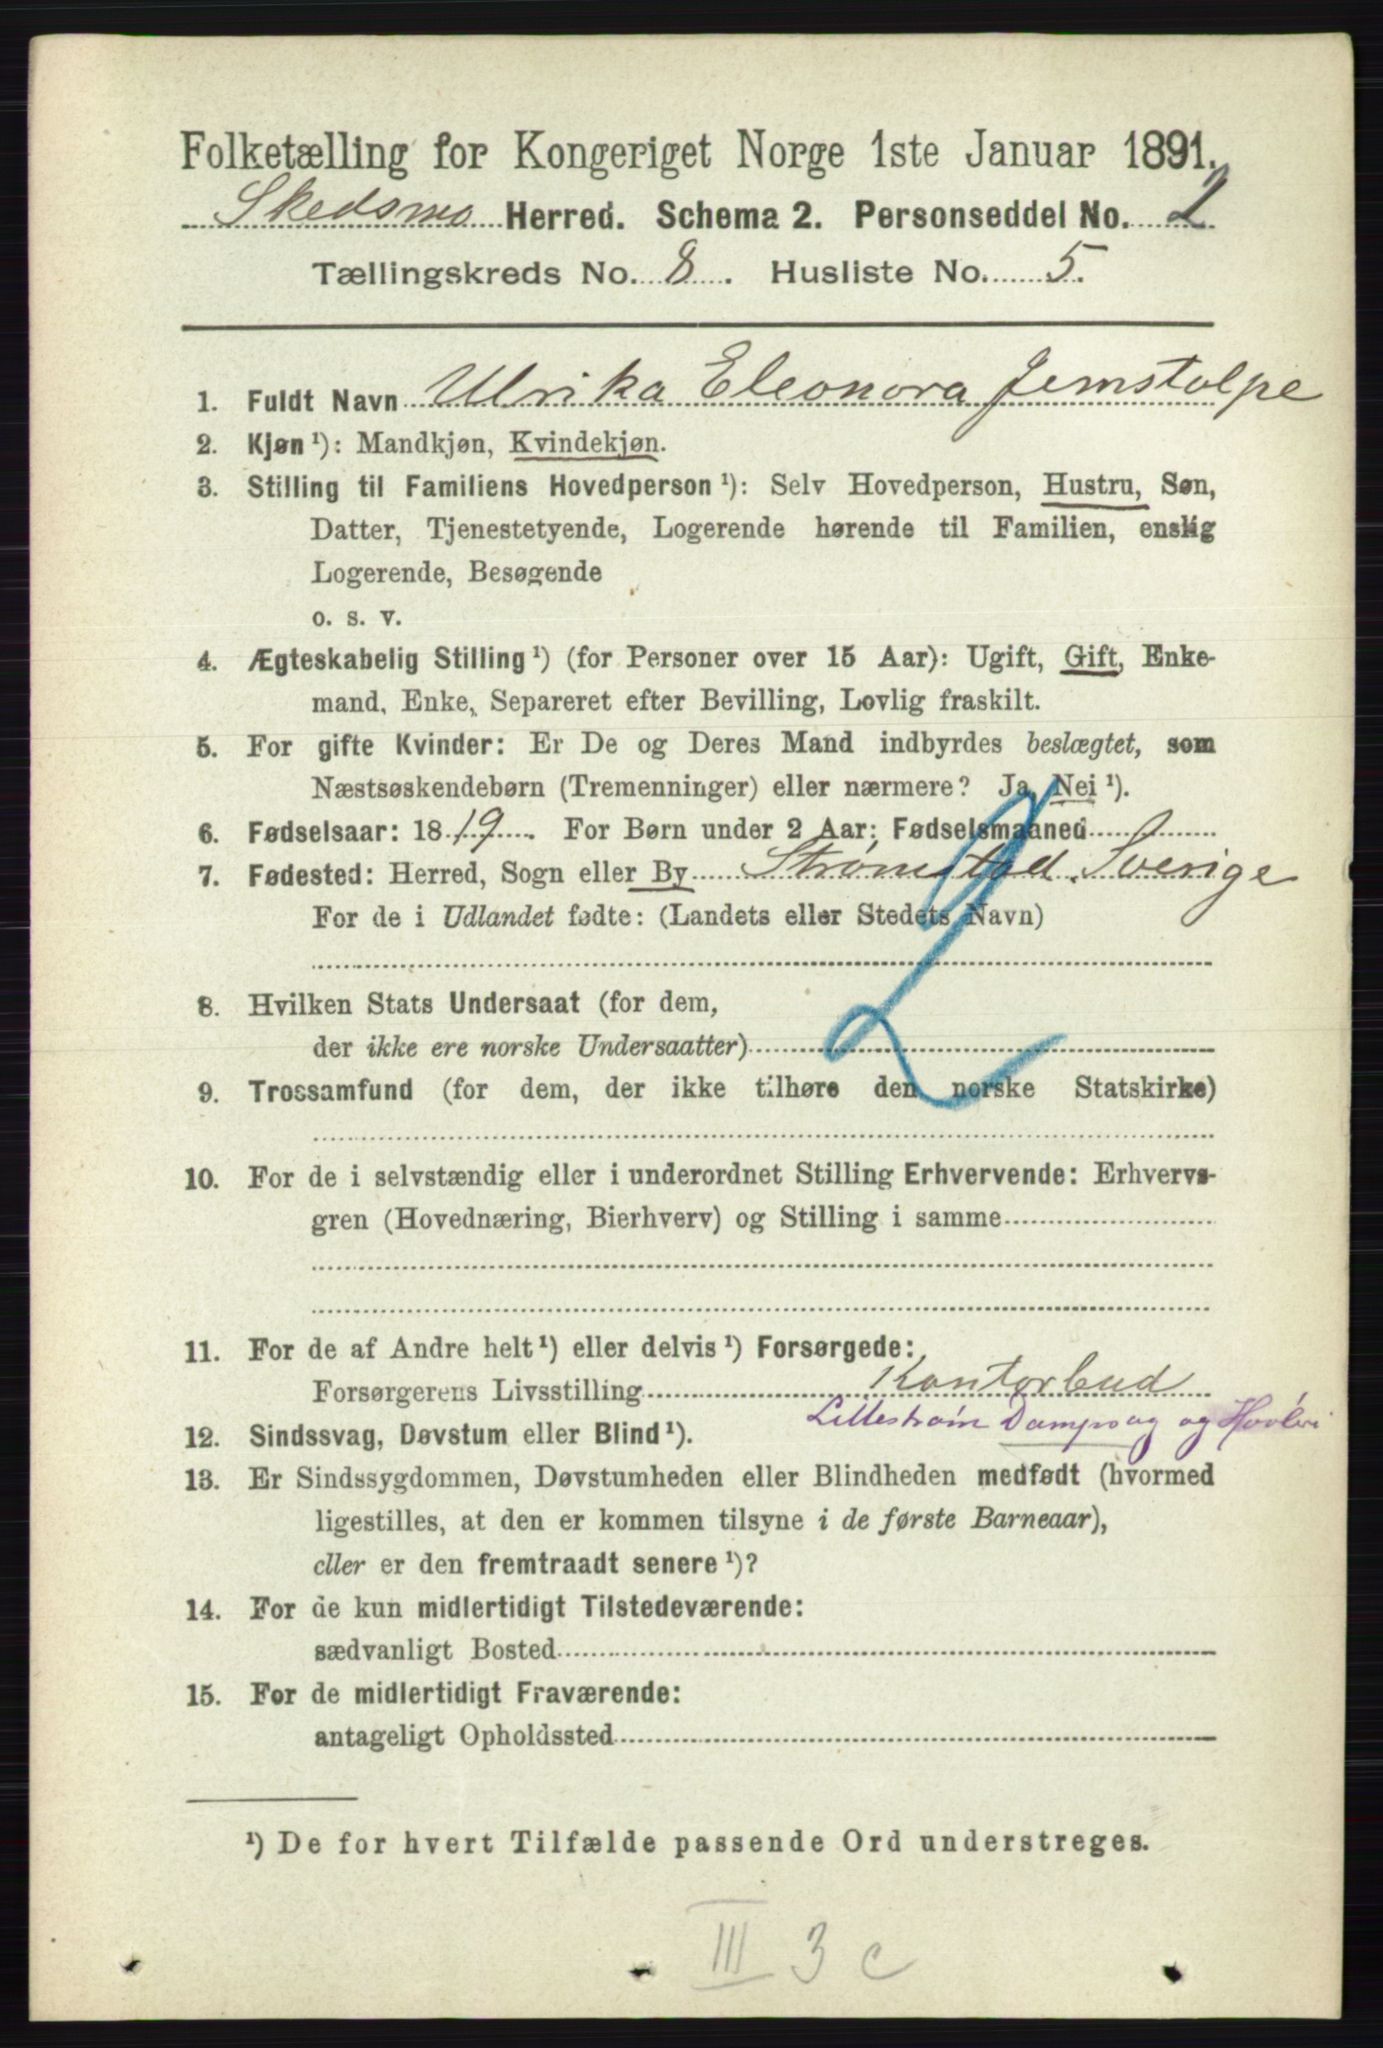 Folketælling for Kongeriget Norge 1ste Januar 1891.
Skedsmo Herred. Schema 2. Personseddel No. 2
Tællingskreds No. 8. Husliste No. 5.
1. Fuldt Navn Ulrika Eleonora Jemstolpe
2. Kjøn ¹): Mandkjøn, Kvindekjøn.
3. Stilling til Familiens Hovedperson ¹): Selv Hovedperson, Hustru, Søn,
Datter, Tjenestetyende, Logerende hørende til Familien, enslig
Logerende, Besøgende
o. s. v.
4. Ægteskabelig Stilling ¹) (for Personer over 15 Aar): Ugift, Gift, Enke-
mand, Enke, Separeret efter Bevilling, Lovlig fraskilt.
5. For gifte Kvinder: Er De og Deres Mand indbyrdes beslægtet, som
Næstsøskendebørn (Tremenninger) eller nærmere? Ja, Nei ¹).
6. Fødselsaar: 1819. For Børn under 2 Aar: Fødselsmaaned
7. Fødested: Herred, Sogn eller By Strømstad. Sverige
For de i Udlandet fødte: (Landets eller Stedets Navn)
8. Hvilken Stats Undersaat (for dem,
der ikke ere norske Undersaatter)
9. Trossamfund (for dem, der ikke tilhøre den norske Statskirke)
10. For de i selvstændig eller i underordnet Stilling Erhvervende: Erhvervs-
gren (Hovednæring, Bierhverv) og Stilling i samme
11. For de af Andre helt ¹) eller delvis ¹) Forsørgede:
Forsørgerens Livsstilling Kontorbud
Lillestrøm Dampsag og Høvleri
12. Sindssvag, Døvstum eller Blind ¹).
13. Er Sindssygdommen, Døvstumheden eller Blindheden medfødt (hvormed
ligestilles, at den er kommen tilsyne i de første Barneaar),
eller er den fremtraadt senere ¹)?
14. For de kun midlertidigt Tilstedeværende:
sædvanligt Bosted
15. For de midlertidigt Fraværende:
antageligt Opholdssted
¹) De for hvert Tilfælde passende Ord understreges.
III 3 c